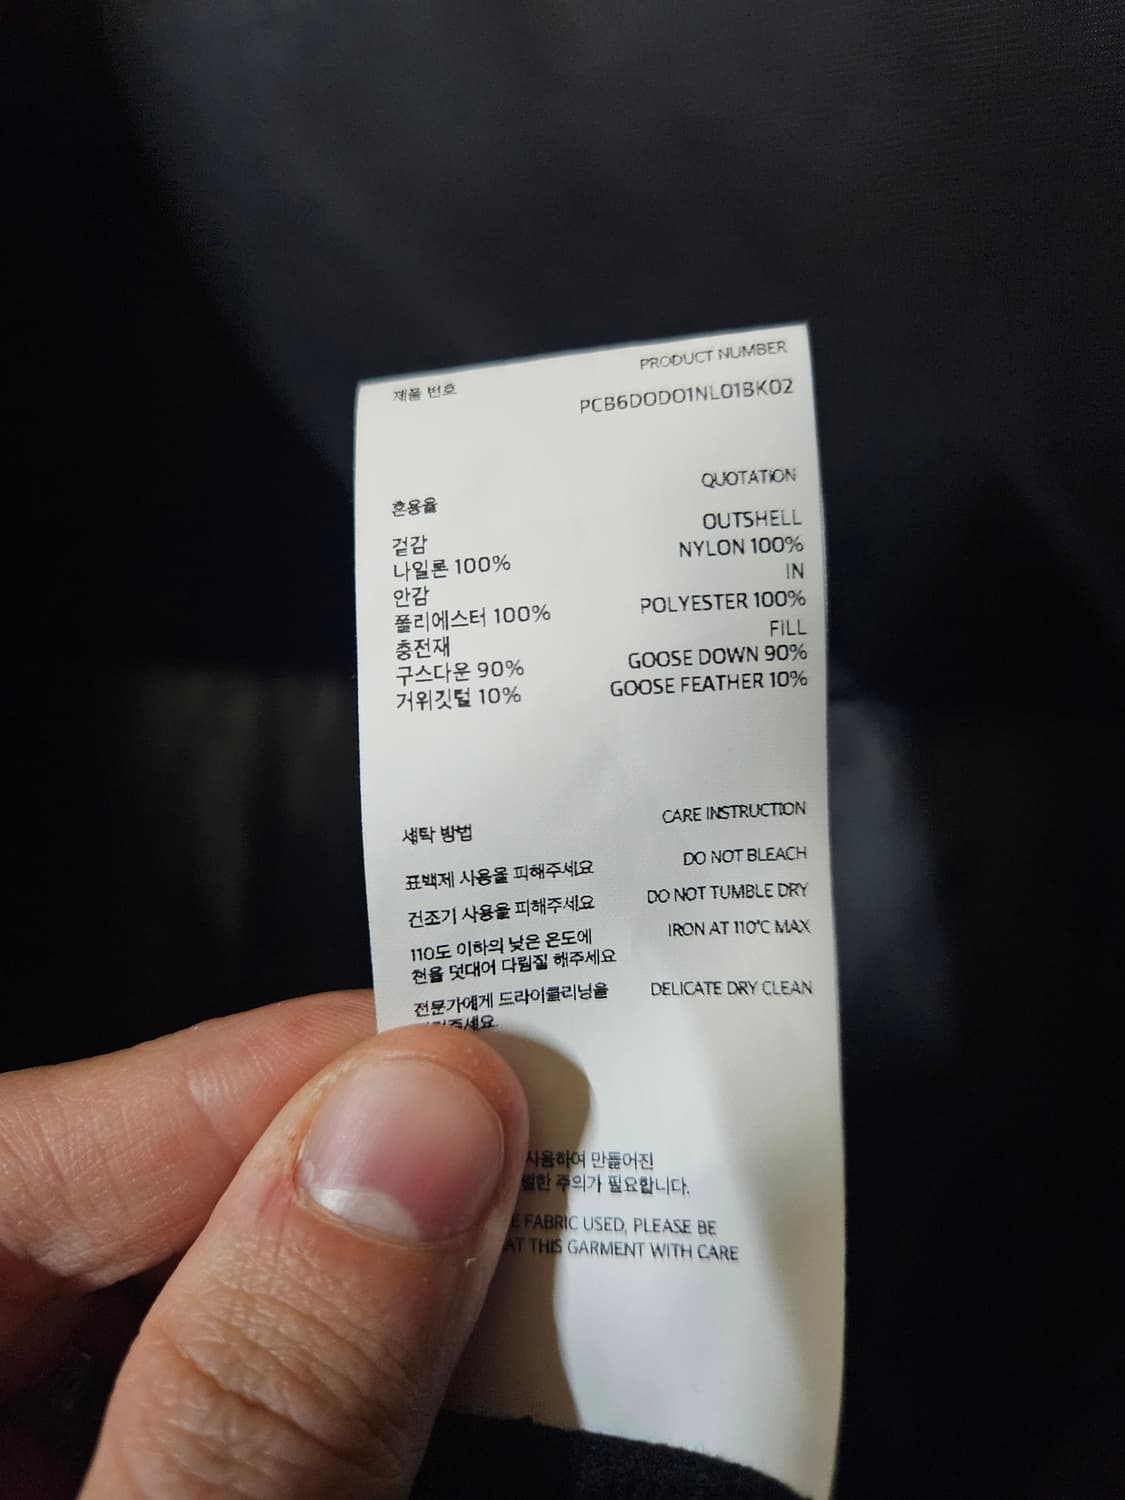 제품 번호
PRODUCT NUMBER
PCB6D0D01NL01BK02
혼용율
QUOTATION
겉감
OUTSHELL
나일론 100%
NYLON 100%
안감
IN
폴리에스터 100%
POLYESTER 100%
충전재
FILL
구스다운 90%
GOOSE DOWN 90%
거위깃털 10%
GOOSE FEATHER 10%
세탁 방법
CARE INSTRUCTION
표백제 사용을 피해주세요
DO NOT BLEACH
건조기 사용을 피해주세요
DO NOT TUMBLE DRY
110도 이하의 낮은 온도에
천을 덧대어 다림질 해주세요
IRON AT 110℃ MAX
전문가에게 드라이클리닝을
DELICATE DRY CLEAN
사용하여 만들어진
주의가 필요합니다.
FABRIC USED, PLEASE BE
THIS GARMENT WITH CARE